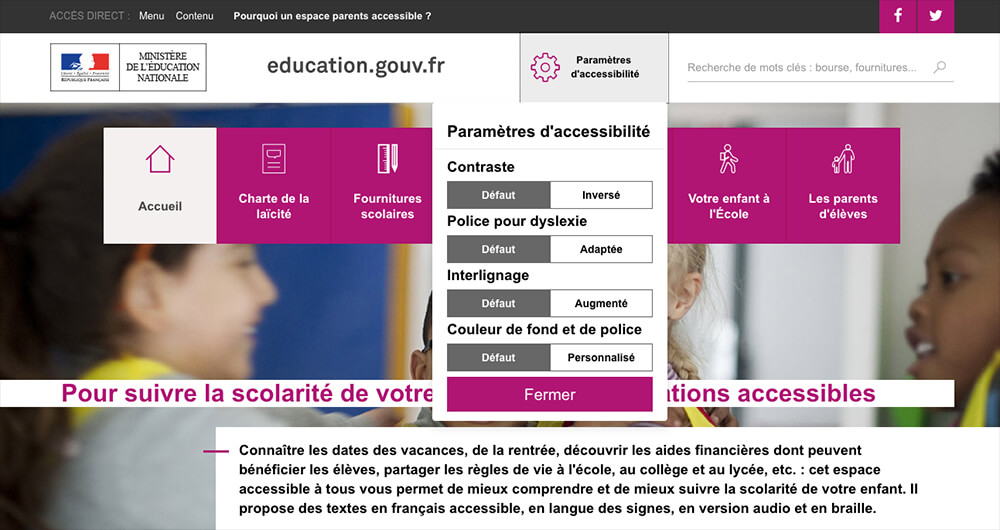 ACCÈS DIRECT : Menu Contenu Pourquoi un espace parents accessible ?
Liberté • Égalité • Fraternité
RÉPUBLIQUE FRANÇAISE
MINISTÈRE
DE L'ÉDUCATION
NATIONALE
education.gouv.fr
Paramètres
d'accessibilité
Recherche de mots clés : bourse, fournitures...
Paramètres d'accessibilité
Contraste
Défaut Inversé
Police pour dyslexie
Défaut Adaptée
Interlignage
Défaut Augmenté
Couleur de fond et de police
Défaut Personnalisé
Fermer
Accueil
Charte de la
laïcité
Fournitures
scolaires
Votre enfant à
l'École
Les parents
d'élèves
Pour suivre la scolarité de votre ations accessibles
Connaître les dates des vacances, de la rentrée, découvrir les aides financières dont peuvent
bénéficier les élèves, partager les règles de vie à l'école, au collège et au lycée, etc. : cet espace
accessible à tous vous permet de mieux comprendre et de mieux suivre la scolarité de votre enfant. Il
propose des textes en français accessible, en langue des signes, en version audio et en braille.